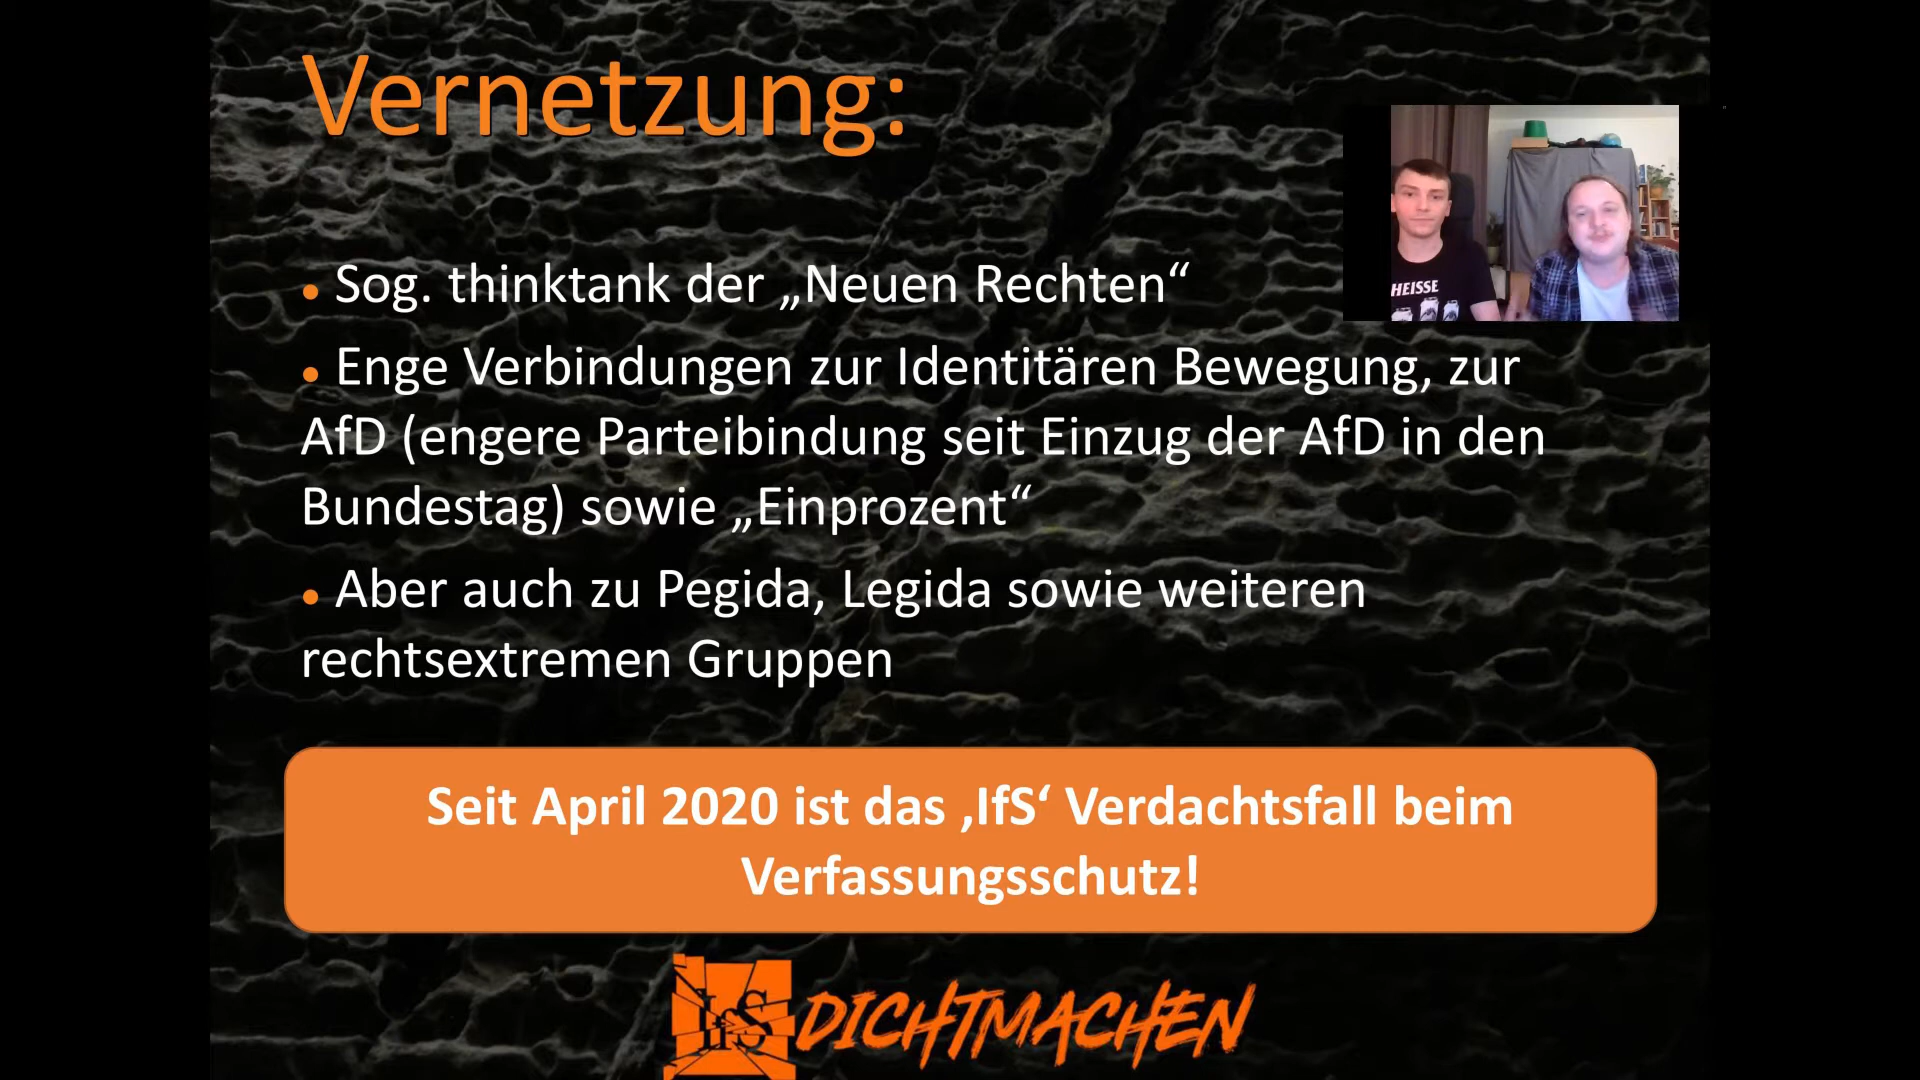 Vernetzung:
• Sog. thinktank der „Neuen Rechten“
• Enge Verbindungen zur Identitären Bewegung, zur
AfD (engere Parteibindung seit Einzug der AfD in den
Bundestag) sowie „Einprozent“
• Aber auch zu Pegida, Legida sowie weiteren
rechtsextremen Gruppen
HEISSE
Seit April 2020 ist das ‚IfS‘ Verdachtsfall beim
Verfassungsschutz!
IfS DICHTMACHEN